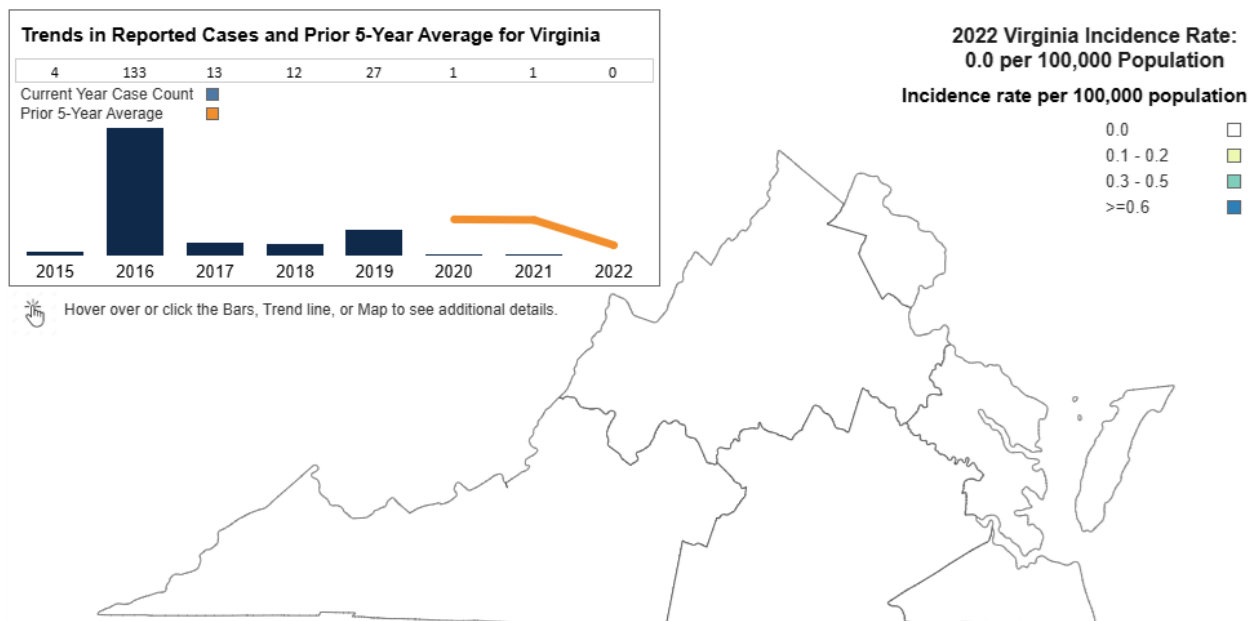 Trends in Reported Cases and Prior 5-Year Average for Virginia
4 133 13 12 27 1 1 0
Current Year Case Count
Prior 5-Year Average
2015 2016 2017 2018 2019 2020 2021 2022
Hover over or click the Bars, Trend line, or Map to see additional details.
2022 Virginia Incidence Rate:
0.0 per 100,000 Population
Incidence rate per 100,000 population
0.0
0.1 - 0.2
0.3 - 0.5
>=0.6